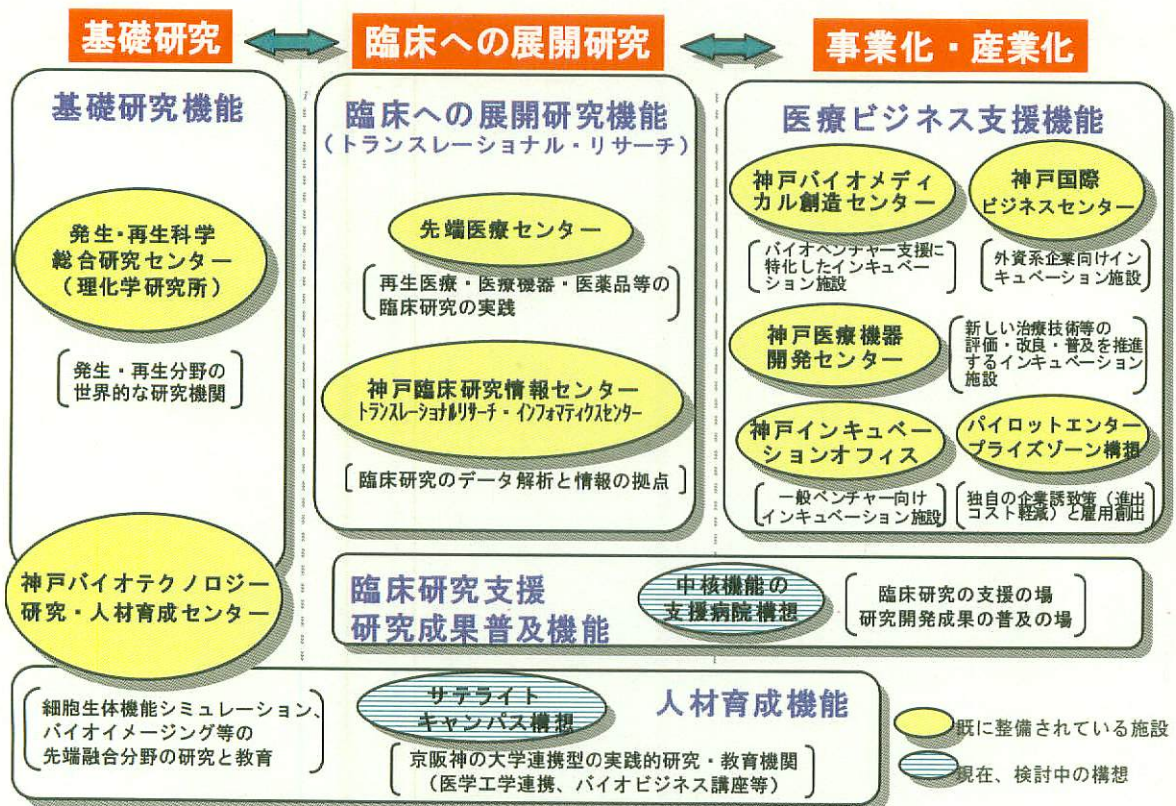 基礎研究
臨床への展開研究
事業化・産業化
基礎研究機能
発生・再生科学
総合研究センター
(理化学研究所)
発生・再生分野の
世界的な研究機関
神戸バイオテクノロジー
研究・人材育成センター
臨床への展開研究機能
(トランスレーショナル・リサーチ)
先端医療センター
再生医療・医療機器・医薬品等の
臨床研究の実践
神戸臨床研究情報センター
トランスレーショナルリサーチ・インフォマティクスセンター
臨床研究のデータ解析と情報の拠点
医療ビジネス支援機能
神戸バイオメディ
カル創造センター
バイオベンチャー支援に
特化したインキュベー
ション施設
神戸国際
ビジネスセンター
外資系企業向けイン
キュベーション施設
神戸医療機器
開発センター
新しい治療技術等の
評価・改良・普及を推進
するインキュベーション
施設
神戸インキュベー
ションオフィス
一般ベンチャー向け
インキュベーション施設
パイロットエンター
プライズゾーン構想
独自の企業誘致策(進出
コスト軽減)と雇用創出
臨床研究支援
研究成果普及機能
中核機能の
支援病院構想
臨床研究の支援の場
研究開発成果の普及の場
細胞生体機能シミュレーション、
バイオイメージング等の
先端融合分野の研究と教育
サテライト
キャンパス構想
人材育成機能
京阪神の大学連携型の実践的研究・教育機関
(医学工学連携、バイオビジネス講座等)
既に整備されている施設
現在、検討中の構想